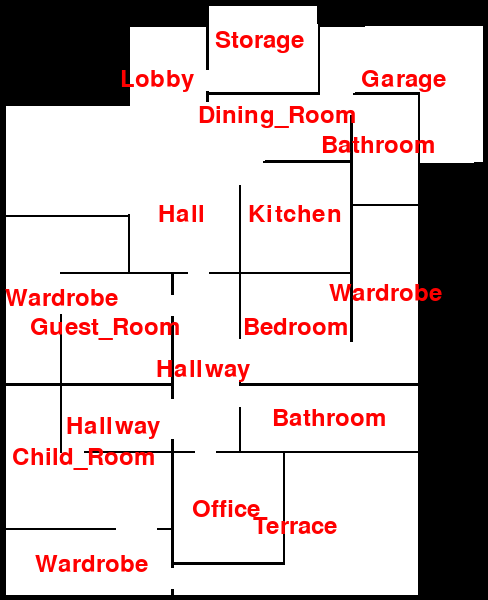 Storage
Lobby
Garage
Dining_Room
Bathroom
Hall
Kitchen
Wardrobe
Wardrobe
Guest_Room
Bedroom
Hallway
Bathroom
Hallway
Child_Room
Office
Terrace
Wardrobe